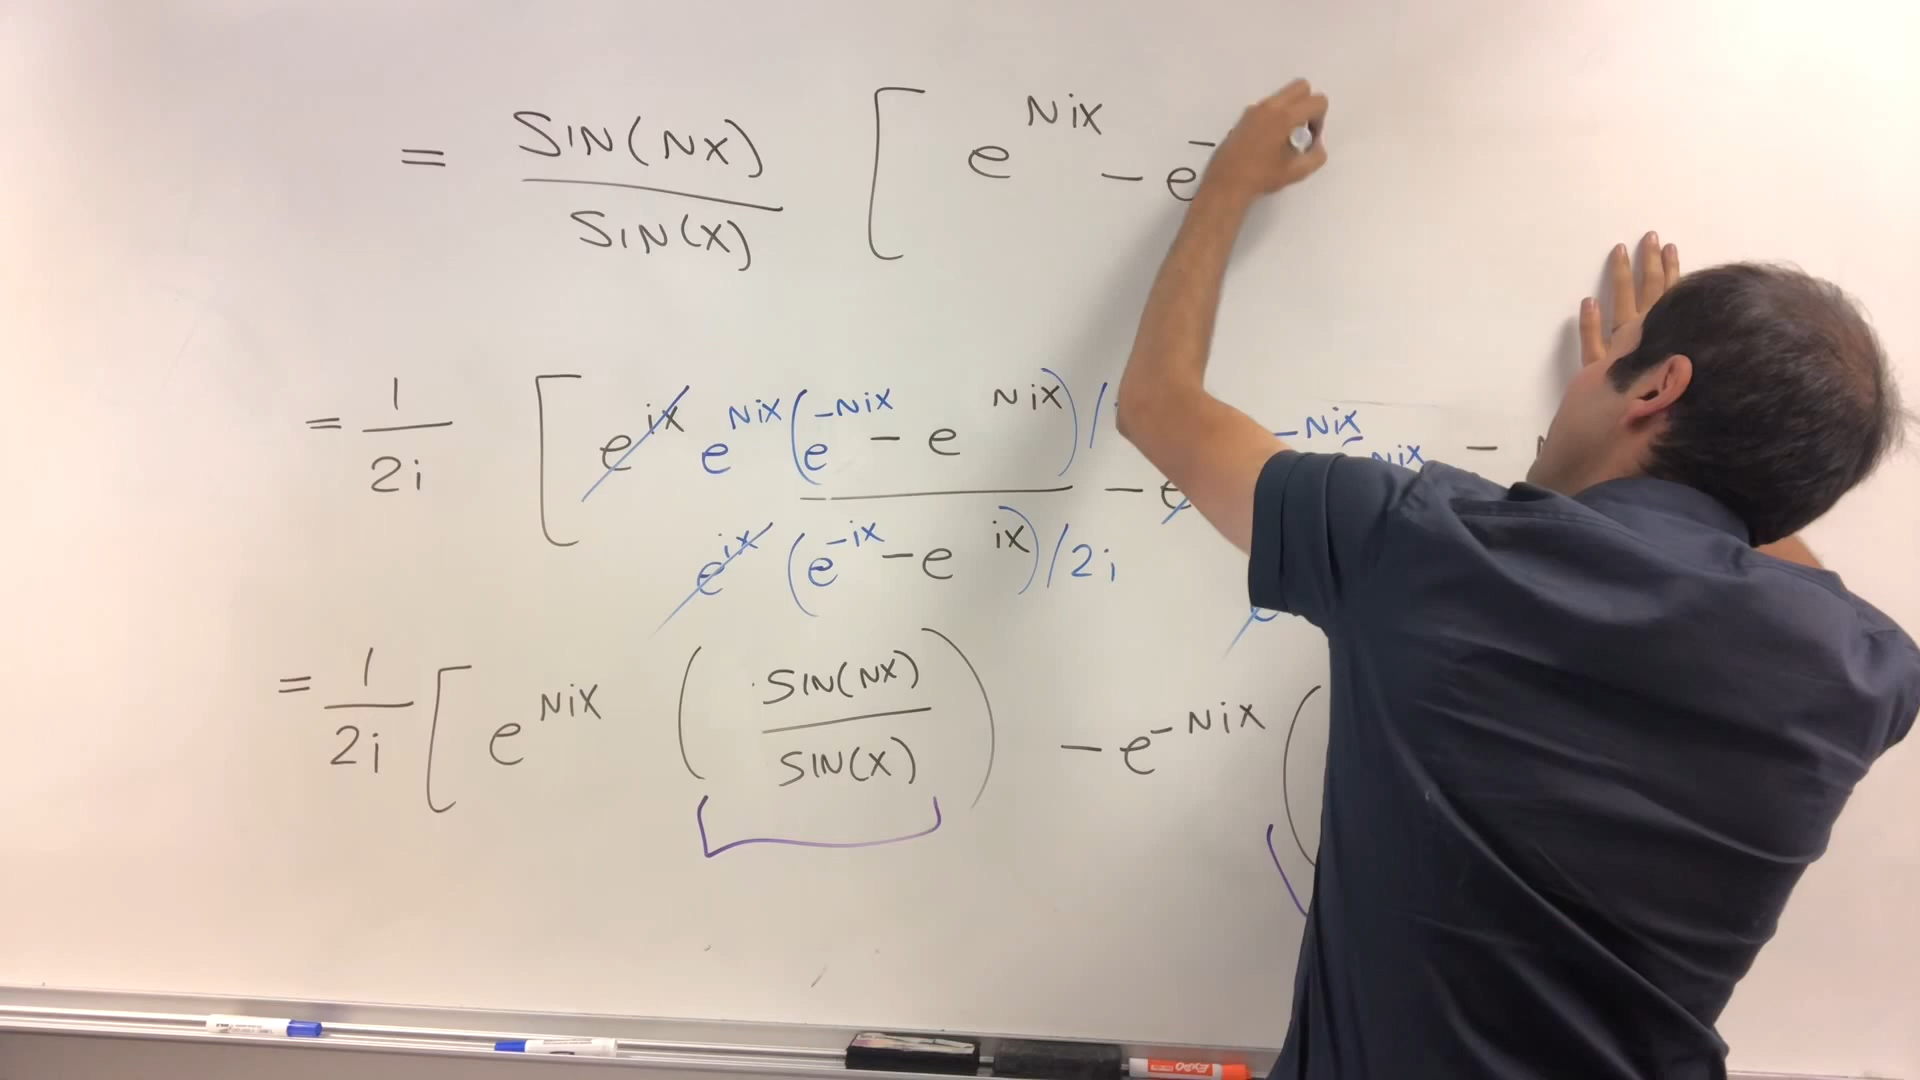 = SIN(NX) / SIN(X) [ e^NiX - e^-
= 1/2i [ e^iX e^NiX (e^-NiX - e^NiX)/ / e^iX (e^-iX - e^iX)/2i - e^-NiX NiX -
= 1/2i [ e^NiX ( SIN(NX) / SIN(X) ) - e^-NiX (
EXPO